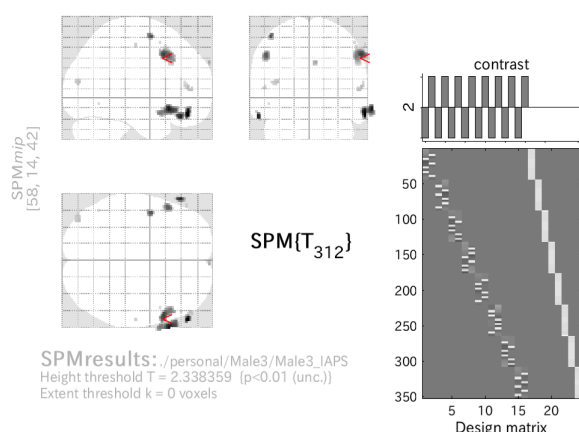 contrast
2
SPMmip
[58, 14, 42]
SPM{T312}
50
100
150
200
250
300
350
5 10 15 20
Design matrix
SPMresults: ./personal/Male3/Male3_IAPS
Height threshold T = 2.338359 {p<0.01 (unc.)}
Extent threshold k = 0 voxels